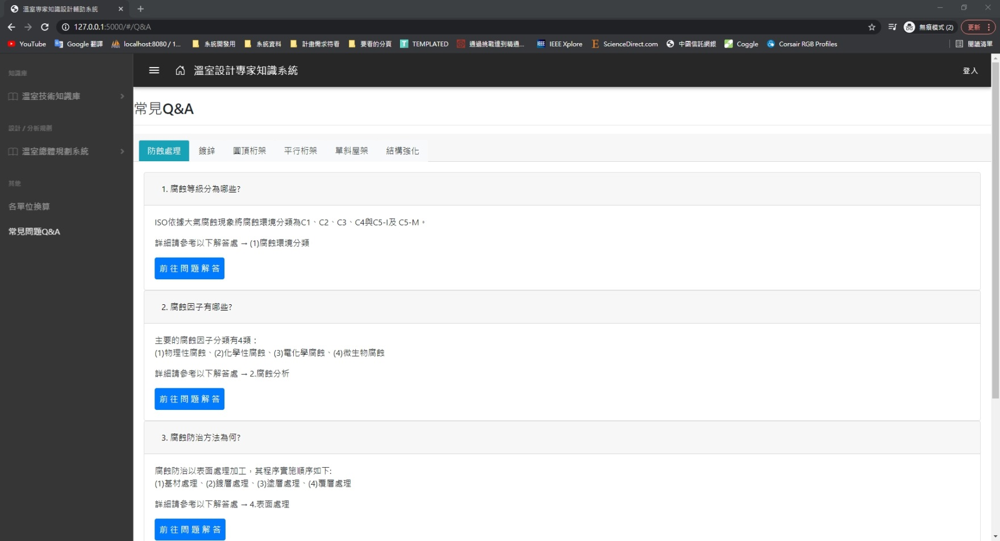 溫室專家知識設計輔助系統
127.0.0.1:5000/#/Q&A
無痕模式 (2)
更新
YouTube
Google 翻譯
localhost:8080 / 1...
系統開發用
系統資料
計畫需求待看
要看的分頁
TEMPLATED
通過挑戰達到精通...
IEEE Xplore
ScienceDirect.com
中國信託網銀
Coggle
Corsair RGB Profiles
閱讀清單
知識庫
溫室技術知識庫
設計 / 分析規劃
溫室總體規劃系統
其他
各單位換算
常見問題Q&A
溫室設計專家知識系統
登入
常見Q&A
防蝕處理
鍍鋅
圓頂桁架
平行桁架
單斜屋架
結構強化
1. 腐蝕等級分為哪些?
ISO依據大氣腐蝕現象將腐蝕環境分類為C1、C2、C3、C4與C5-I及 C5-M。
詳細請參考以下解答處 → (1)腐蝕環境分類
前往問題解答
2. 腐蝕因子有哪些?
主要的腐蝕因子分類有4類：
(1)物理性腐蝕、(2)化學性腐蝕、(3)電化學腐蝕、(4)微生物腐蝕
詳細請參考以下解答處 → 2.腐蝕分析
前往問題解答
3. 腐蝕防治方法為何?
腐蝕防治以表面處理加工，其程序實施順序如下:
(1)基材處理、(2)鍍層處理、(3)塗層處理、(4)覆層處理
詳細請參考以下解答處 → 4.表面處理
前往問題解答